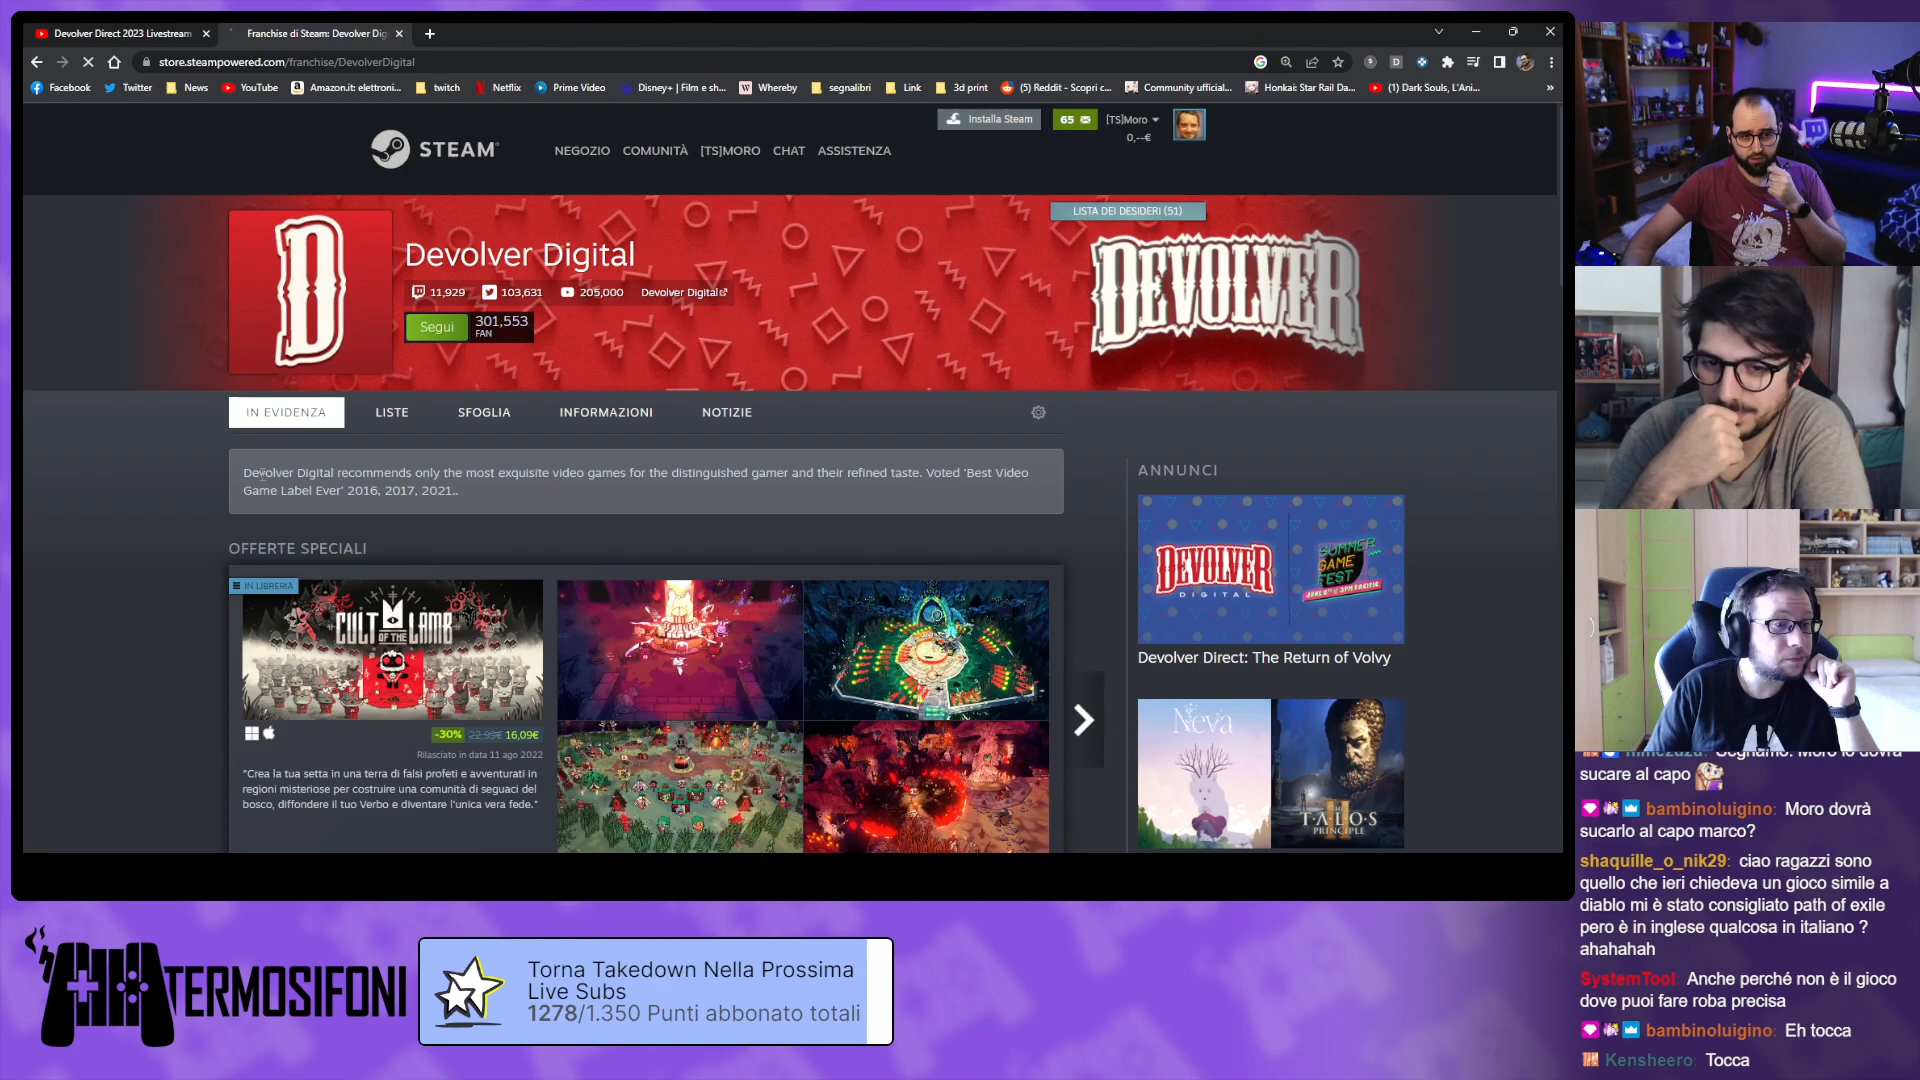 Devolver Direct 2023 Livestream
Franchise di Steam: Devolver Dig
store.steampowered.com/franchise/DevolverDigital
Facebook
Twitter
News
YouTube
Amazon.it: elettroni...
twitch
Netflix
Prime Video
Disney+ | Film e sh...
Whereby
segnalibri
Link
3d print
(5) Reddit - Scopri c...
Community ufficial...
Honkai: Star Rail Da...
(1) Dark Souls, L'Ani...
»
Installa Steam
65
[TS]Moro
0,--€
STEAM
NEGOZIO COMUNITÀ [TS]MORO CHAT ASSISTENZA
LISTA DEI DESIDERI (51)
D
Devolver Digital
11,929 103,631 205,000 Devolver Digital
Segui
301,553
FAN
DEVOLVER
IN EVIDENZA LISTE SFOGLIA INFORMAZIONI NOTIZIE
Devolver Digital recommends only the most exquisite video games for the distinguished gamer and their refined taste. Voted 'Best Video
Game Label Ever' 2016, 2017, 2021..
OFFERTE SPECIALI
IN LIBRERIA
CULT
OF THE LAMB
-30% 22,99€ 16,09€
Rilasciato in data 11 ago 2022
"Crea la tua setta in una terra di falsi profeti e avventurati in
regioni misteriose per costruire una comunità di seguaci del
bosco, diffondere il tuo Verbo e diventare l'unica vera fede."
ANNUNCI
DEVOLVER
DIGITAL
SUMMER
GAME
FEST
JUNE 8TH @ 3PM PACIFIC
Devolver Direct: The Return of Volvy
Neva
THE
TALOS
PRINCIPLE
II
TERMOSIFONI
Torna Takedown Nella Prossima
Live Subs
1278/1.350 Punti abbonato totali
sucare al capo
bambinoluigino: Moro dovrà
sucarlo al capo marco?
shaquille_o_nik29: ciao ragazzi sono
quello che ieri chiedeva un gioco simile a
diablo mi è stato consigliato path of exile
pero è in inglese qualcosa in italiano ?
ahahahah
SystemTool: Anche perché non è il gioco
dove puoi fare roba precisa
bambinoluigino: Eh tocca
Kensheero: Tocca